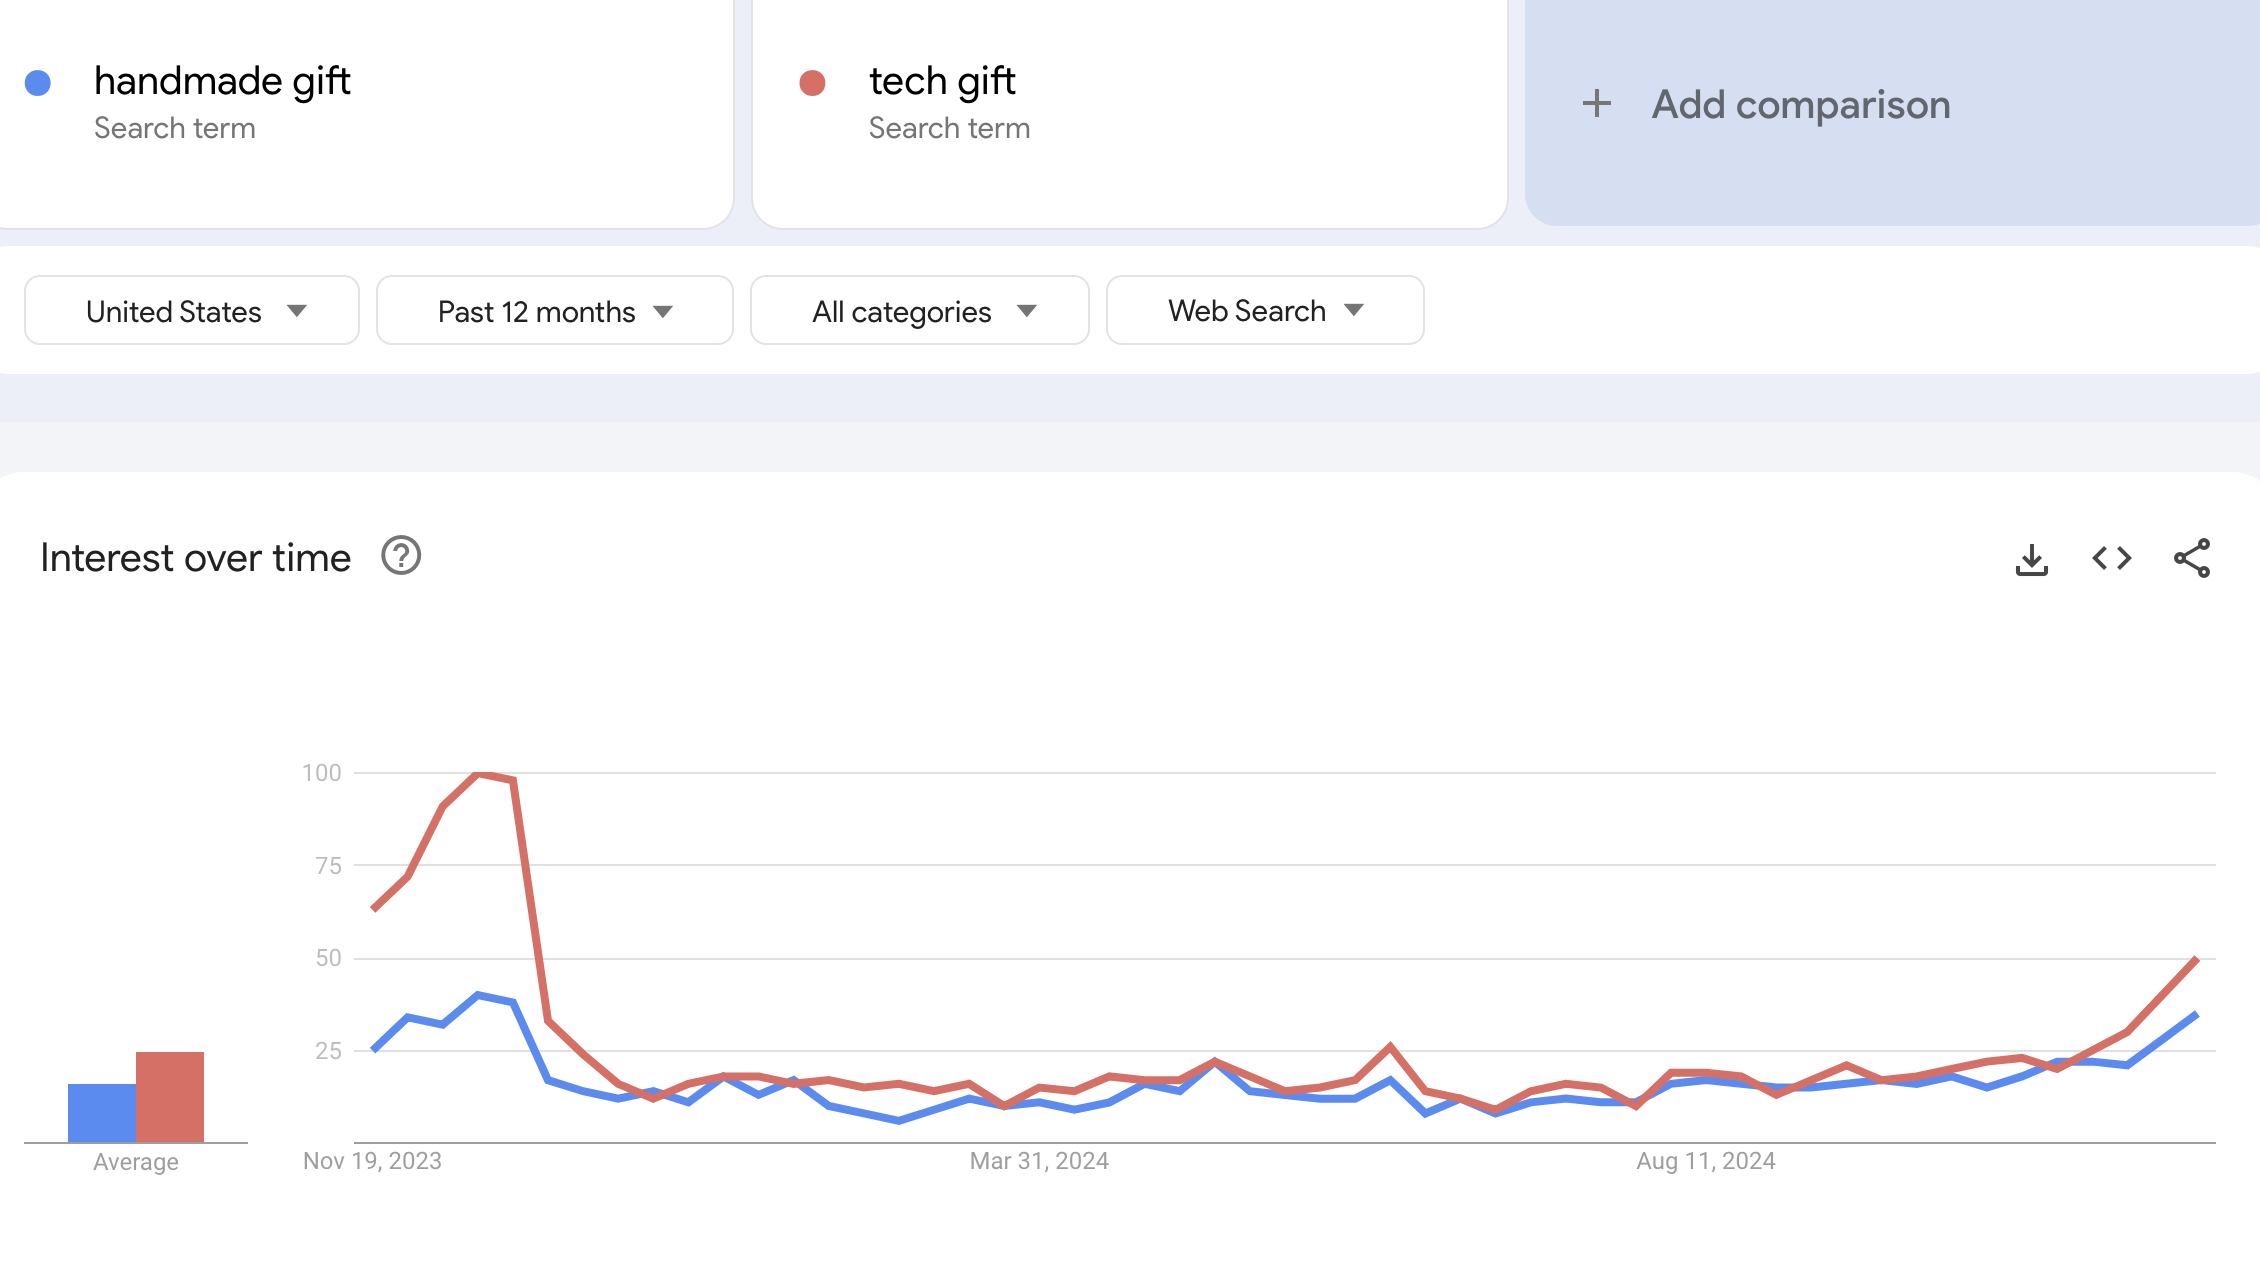 handmade gift
Search term
tech gift
Search term
+ Add comparison
United States
Past 12 months
All categories
Web Search
Interest over time
100
75
50
25
Average
Nov 19, 2023
Mar 31, 2024
Aug 11, 2024